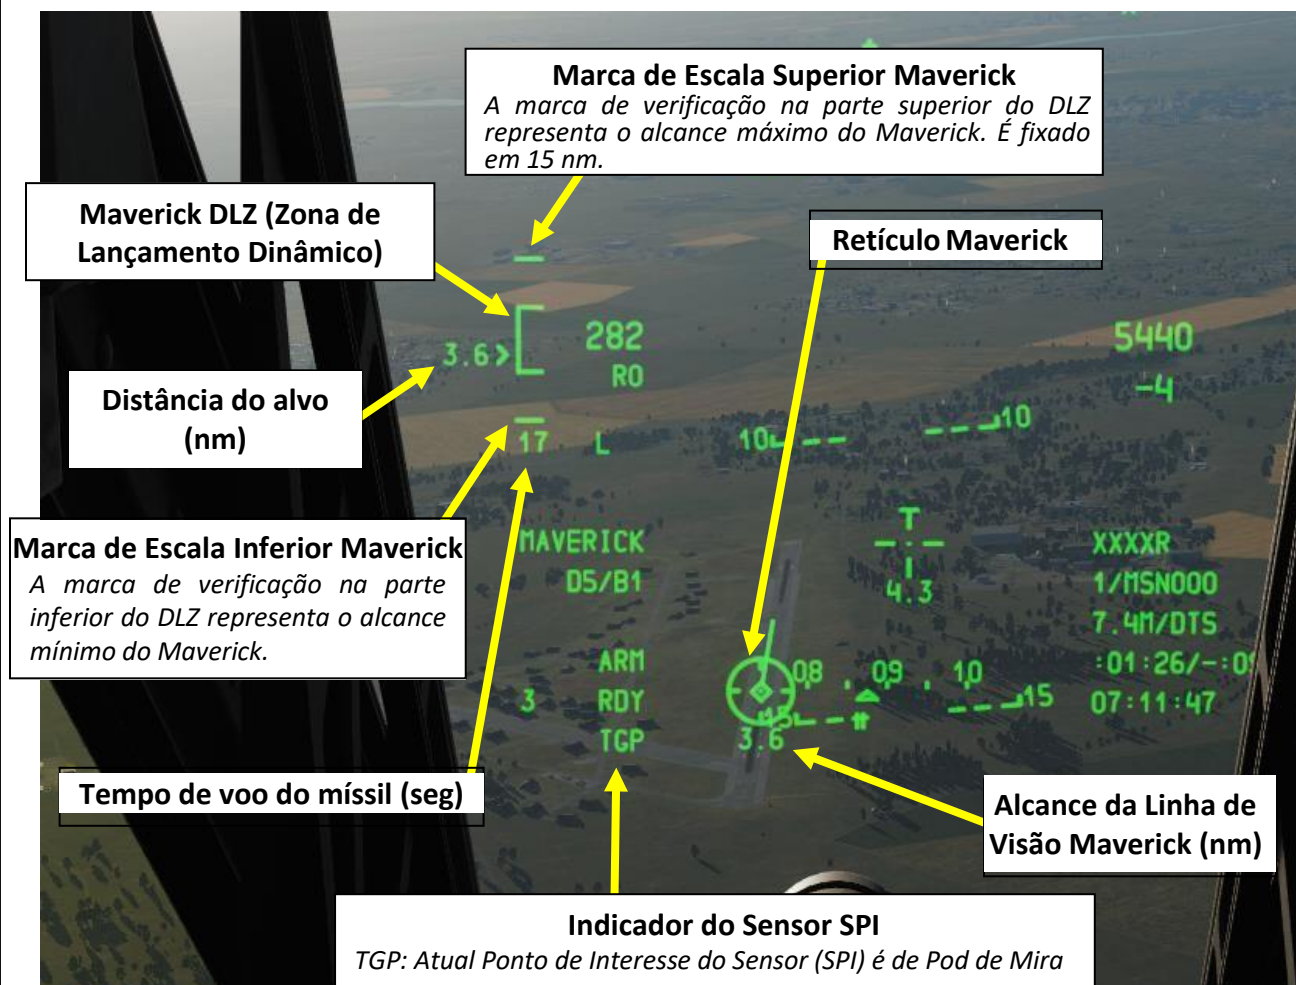 Marca de Escala Superior Maverick
A marca de verificação na parte superior do DLZ
representa o alcance máximo do Maverick. É fixado
em 15 nm.
Maverick DLZ (Zona de
Lançamento Dinâmico)
Retículo Maverick
282
5440
3.6
R0
-4
Distância do alvo
(nm)
10
10
17
L
Marca de Escala Inferior Maverick
A marca de verificação na parte
inferior do DLZ representa o alcance
mínimo do Maverick.
MAVERICK
D5/B1
T
4.3
XXXXR
1/MSN000
7.4M/DTS
:01:26/-:09
07:11:47
ARM
3 RDY
TGP
0,8 . 0,9 . 1,0
15
15
3.6
Tempo de voo do míssil (seg)
Alcance da Linha de
Visão Maverick (nm)
Indicador do Sensor SPI
TGP: Atual Ponto de Interesse do Sensor (SPI) é de Pod de Mira